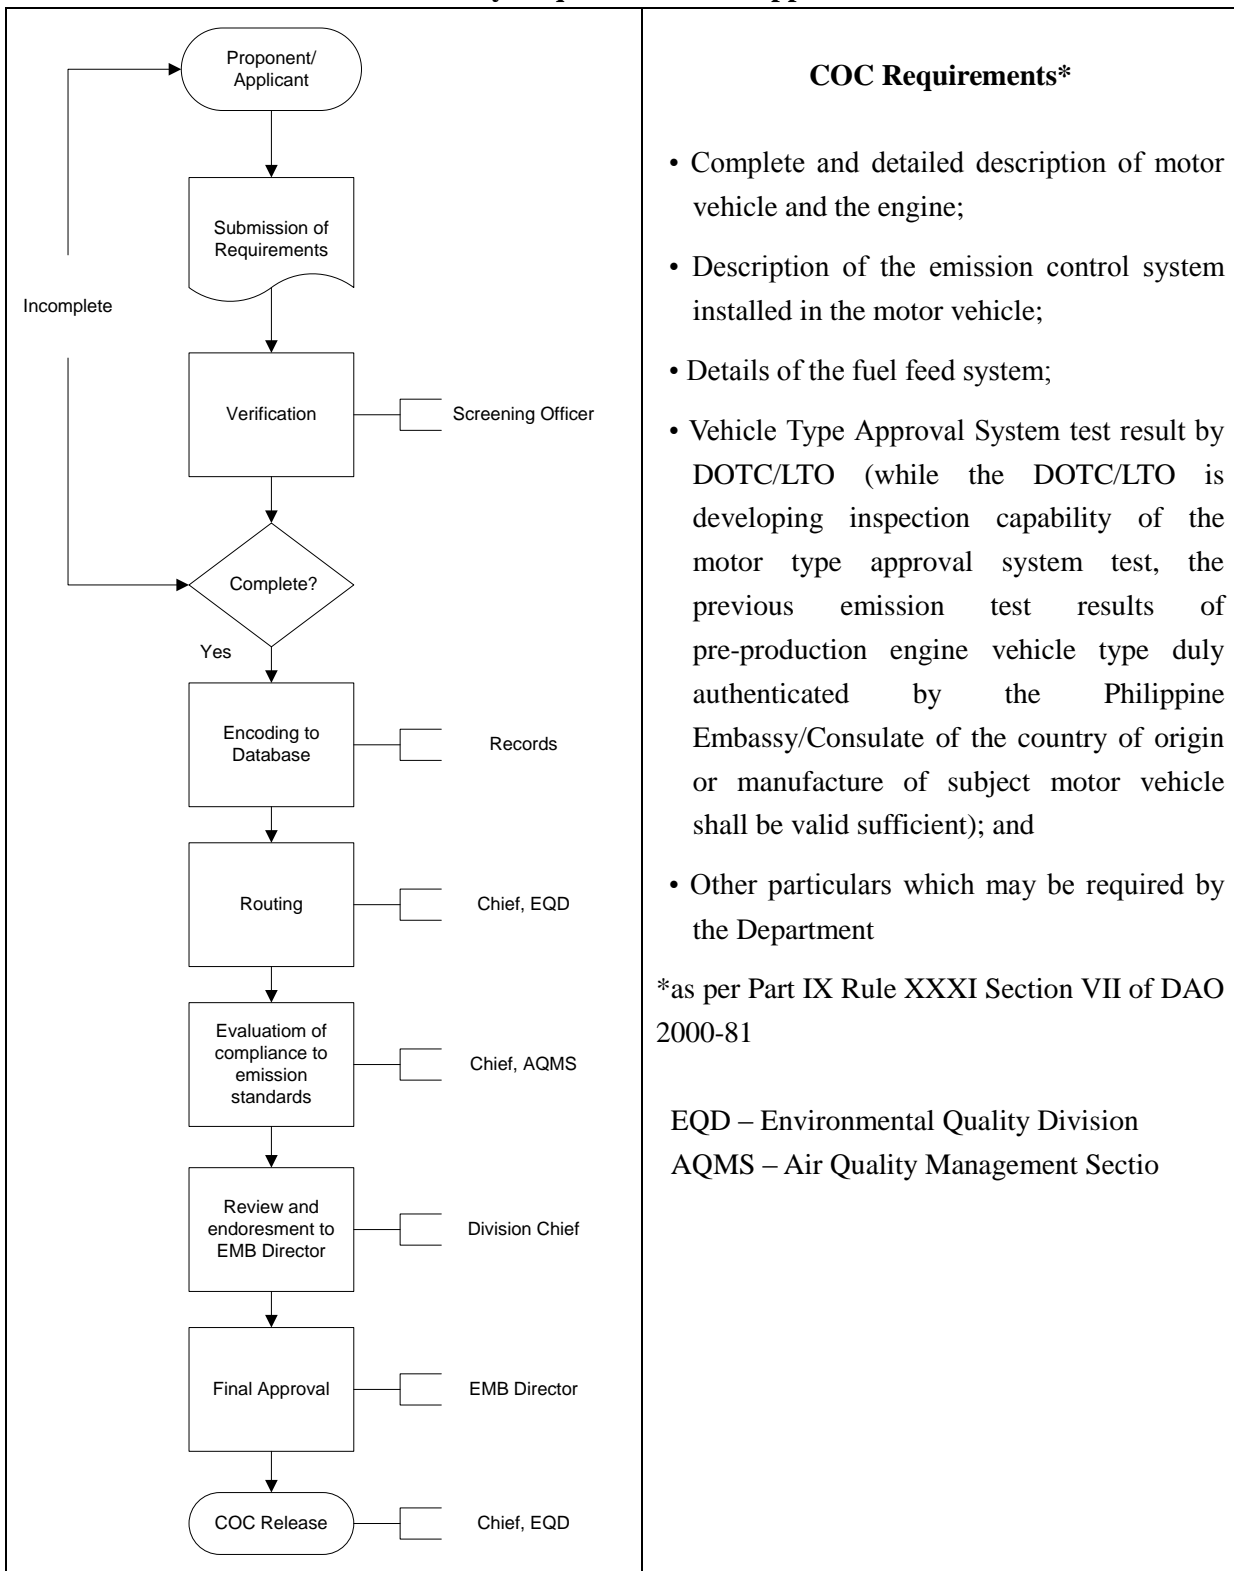 Proponent/
Applicant
Submission of
Requirements
Incomplete
Verification
Screening Officer
Complete?
Yes
Encoding to
Database
Records
Routing
Chief, EQD
Evaluatiom of
compliance to
emission
standards
Chief, AQMS
Review and
endoresment to
EMB Director
Division Chief
Final Approval
EMB Director
COC Release
Chief, EQD
COC Requirements*
• Complete and detailed description of motor
vehicle and the engine;
• Description of the emission control system
installed in the motor vehicle;
• Details of the fuel feed system;
• Vehicle Type Approval System test result by
DOTC/LTO (while the DOTC/LTO is
developing inspection capability of the
motor type approval system test, the
previous emission test results of
pre-production engine vehicle type duly
authenticated by the Philippine
Embassy/Consulate of the country of origin
or manufacture of subject motor vehicle
shall be valid sufficient); and
• Other particulars which may be required by
the Department
*as per Part IX Rule XXXI Section VII of DAO
2000-81
EQD – Environmental Quality Division
AQMS – Air Quality Management Sectio